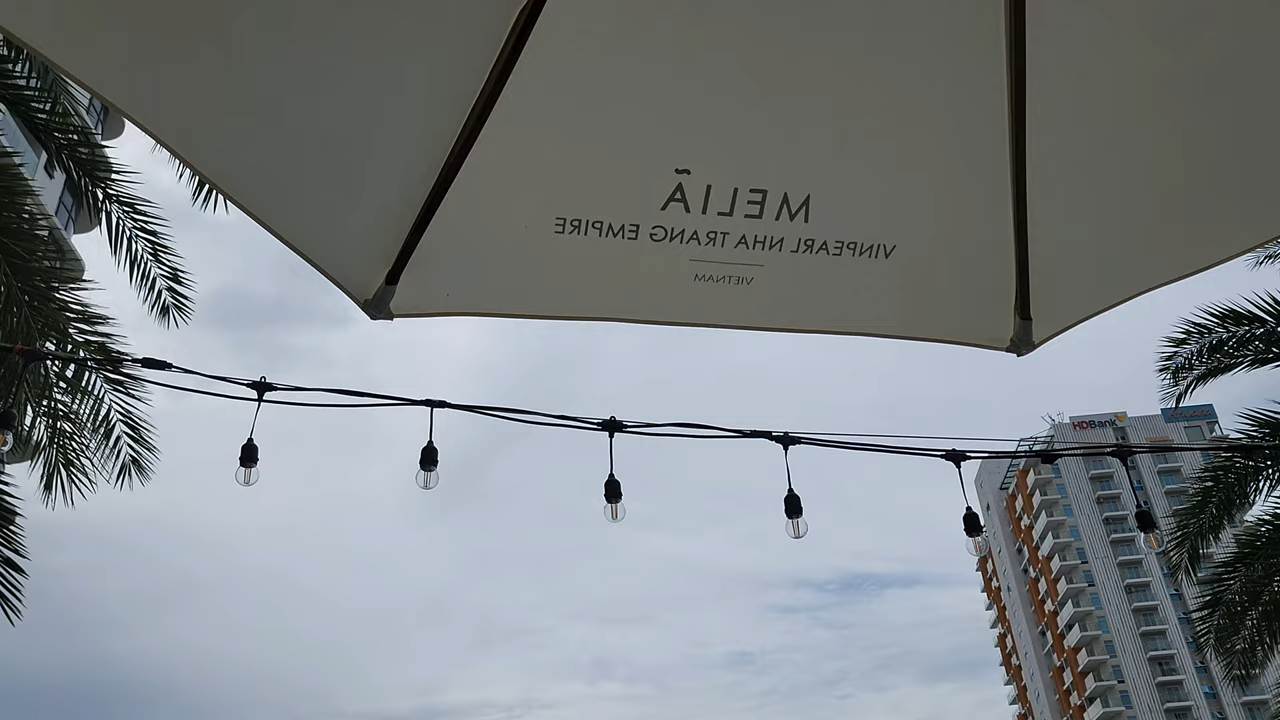 MELIÃ
VINPEARL NHA TRANG EMPIRE
VIETNAM
HDBank